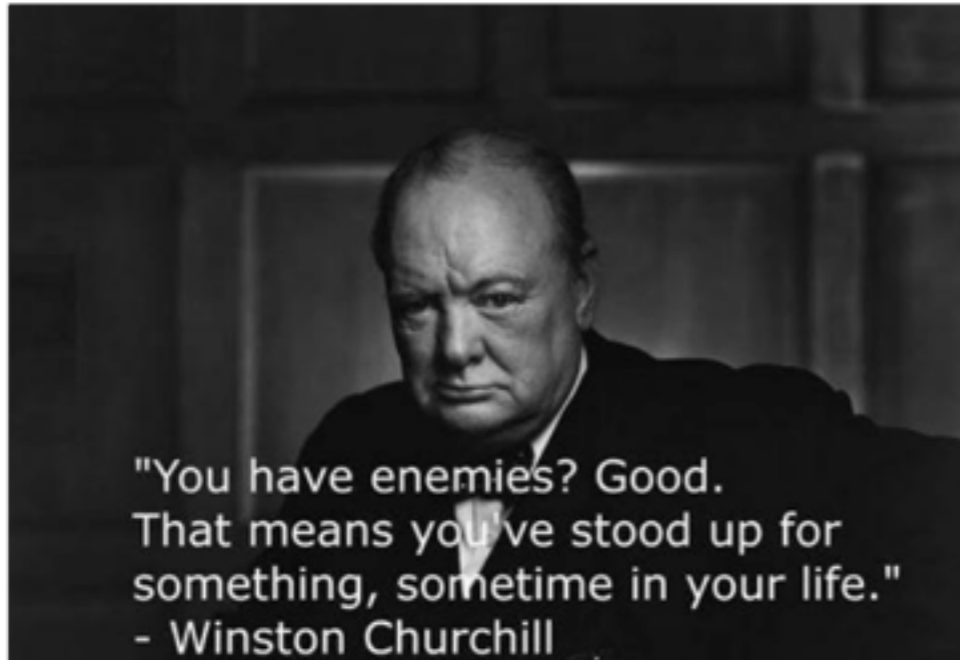 "You have enemies? Good.
That means you've stood up for
something, sometime in your life."
- Winston Churchill